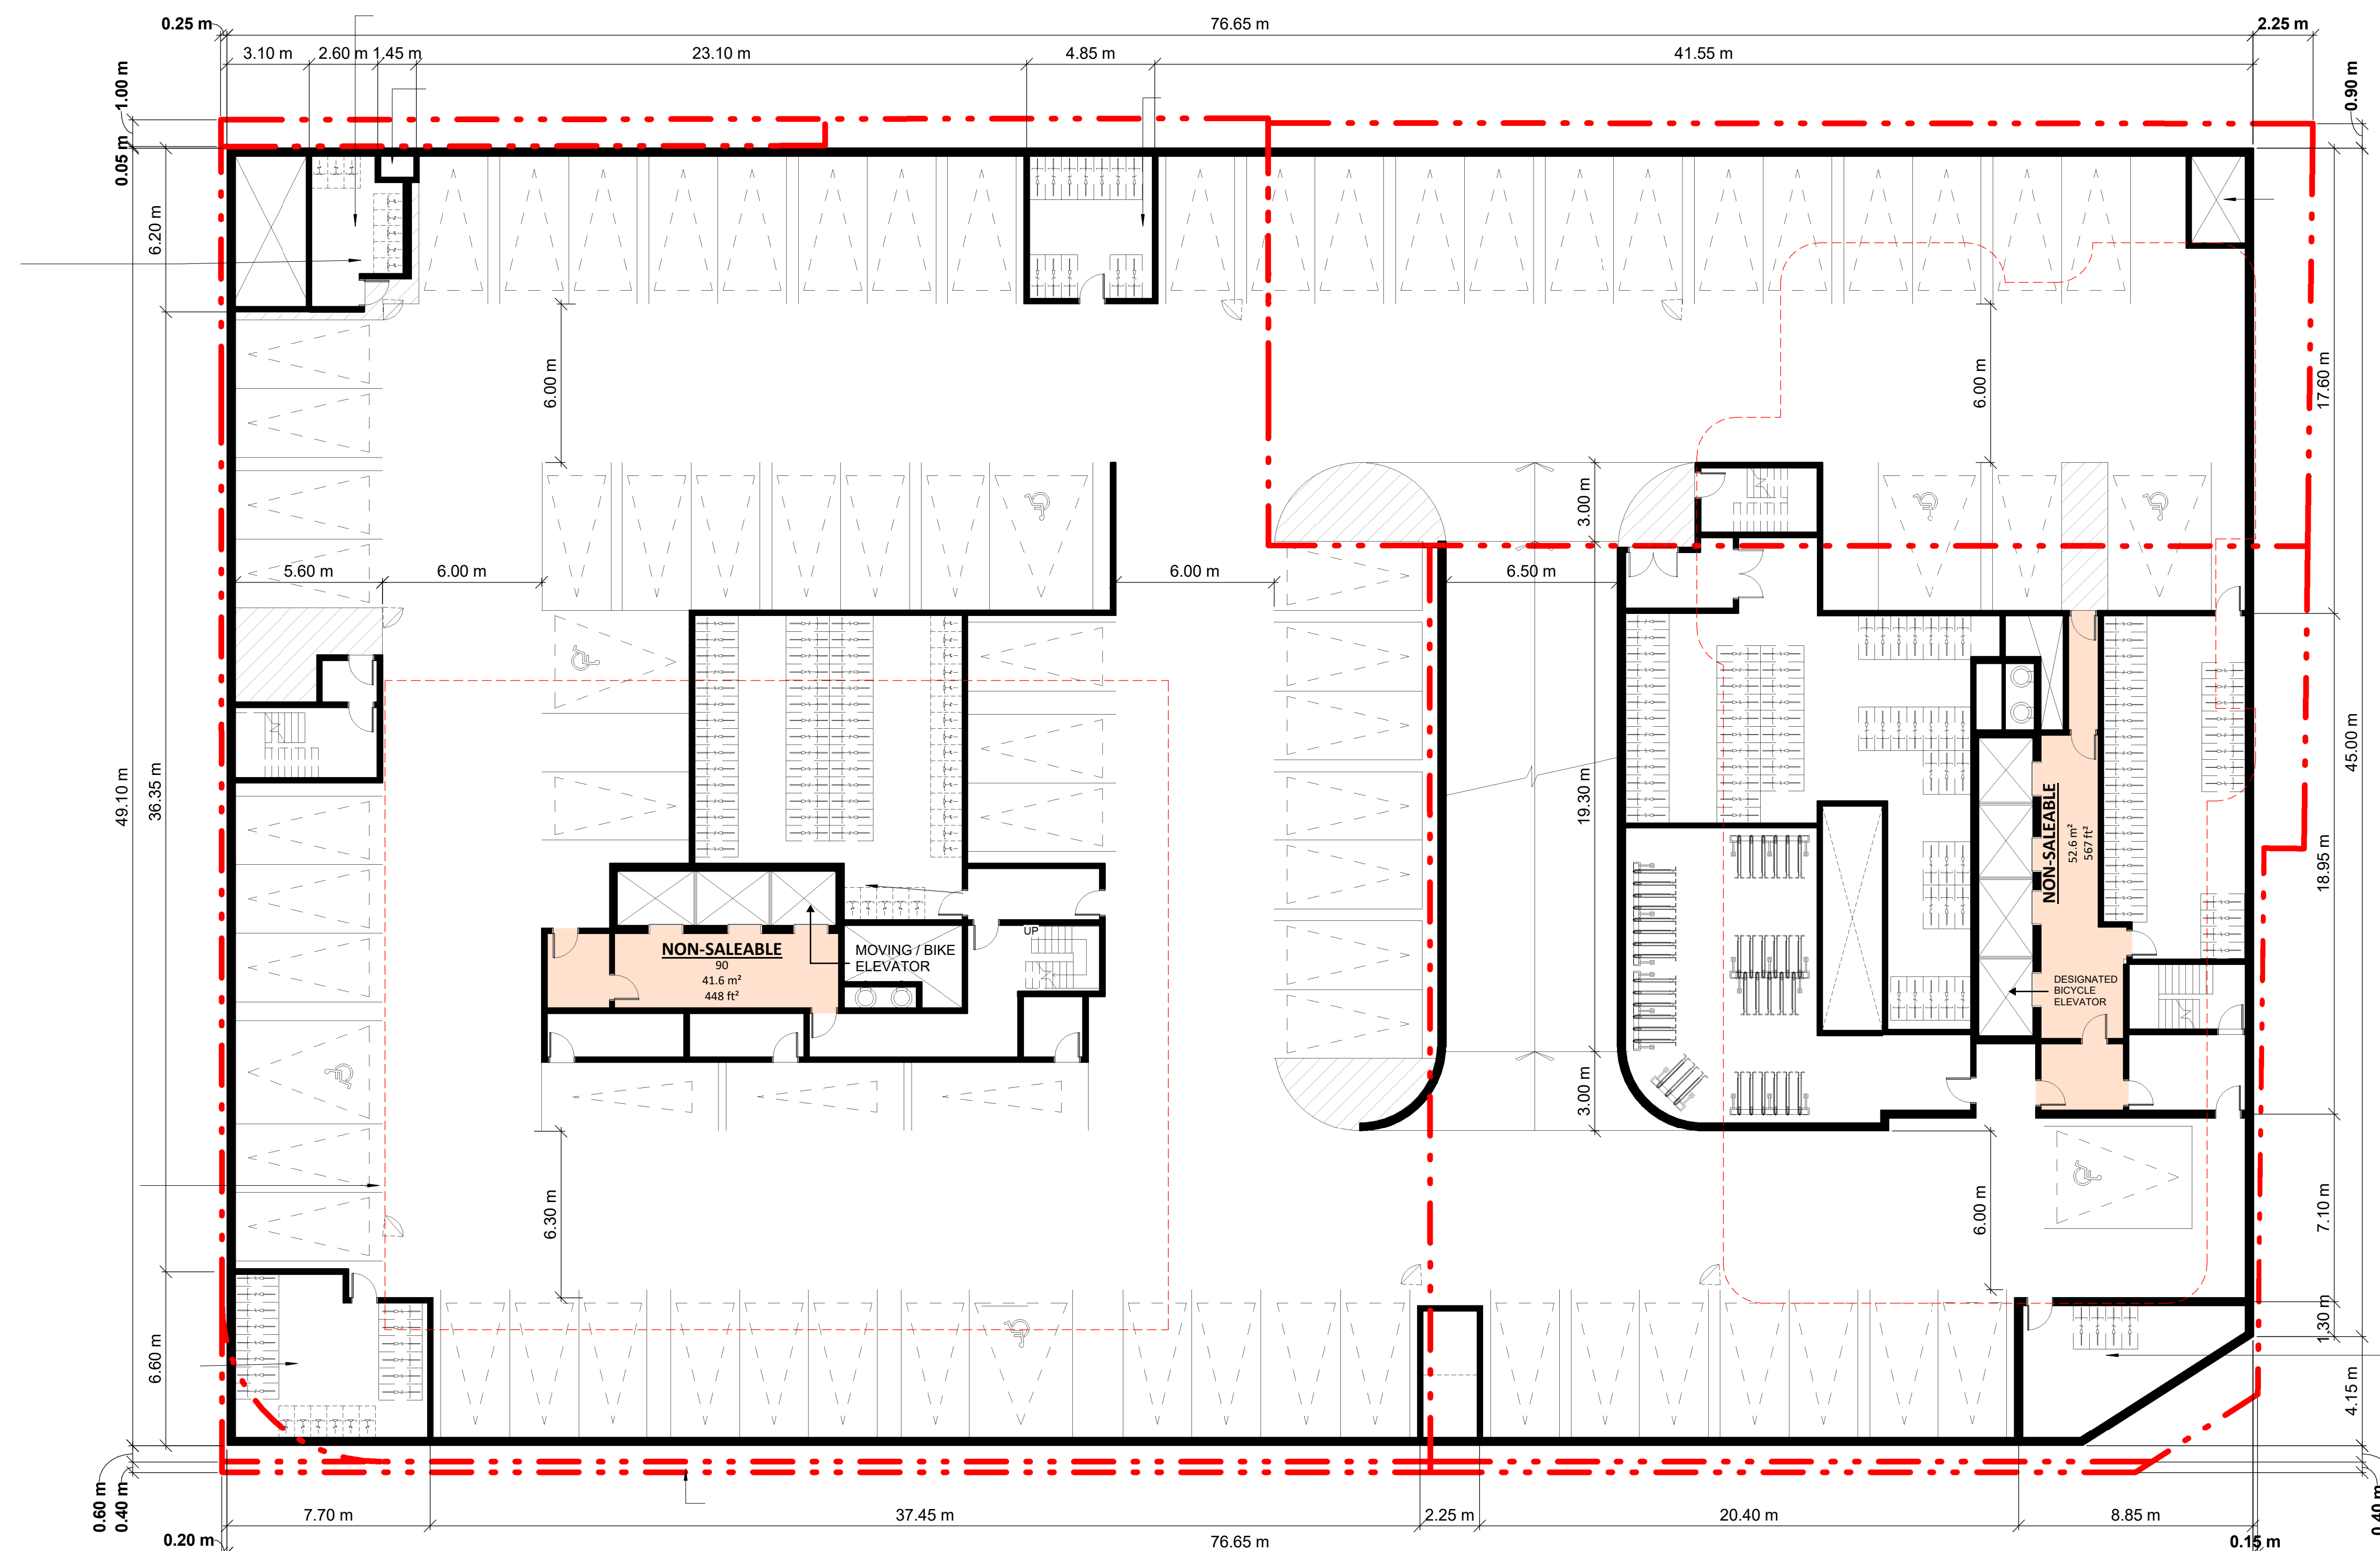 0.25 m
76.65 m
2.25 m
3.10 m
2.60 m
1.45 m
23.10 m
4.85 m
41.55 m
1.00 m
0.90 m
0.05 m
6.20 m
17.60 m
6.00 m
6.00 m
3.00 m
5.60 m
6.00 m
6.00 m
6.50 m
49.10 m
36.35 m
19.30 m
45.00 m
NON-SALEABLE
52.6 m²
567 ft²
18.95 m
UP
NON-SALEABLE
90
41.6 m²
448 ft²
MOVING / BIKE
ELEVATOR
DESIGNATED
BICYCLE
ELEVATOR
3.00 m
6.30 m
6.00 m
7.10 m
1.30 m
6.60 m
4.15 m
0.60 m
0.40 m
0.40 m
7.70 m
37.45 m
2.25 m
20.40 m
8.85 m
0.20 m
76.65 m
0.15 m